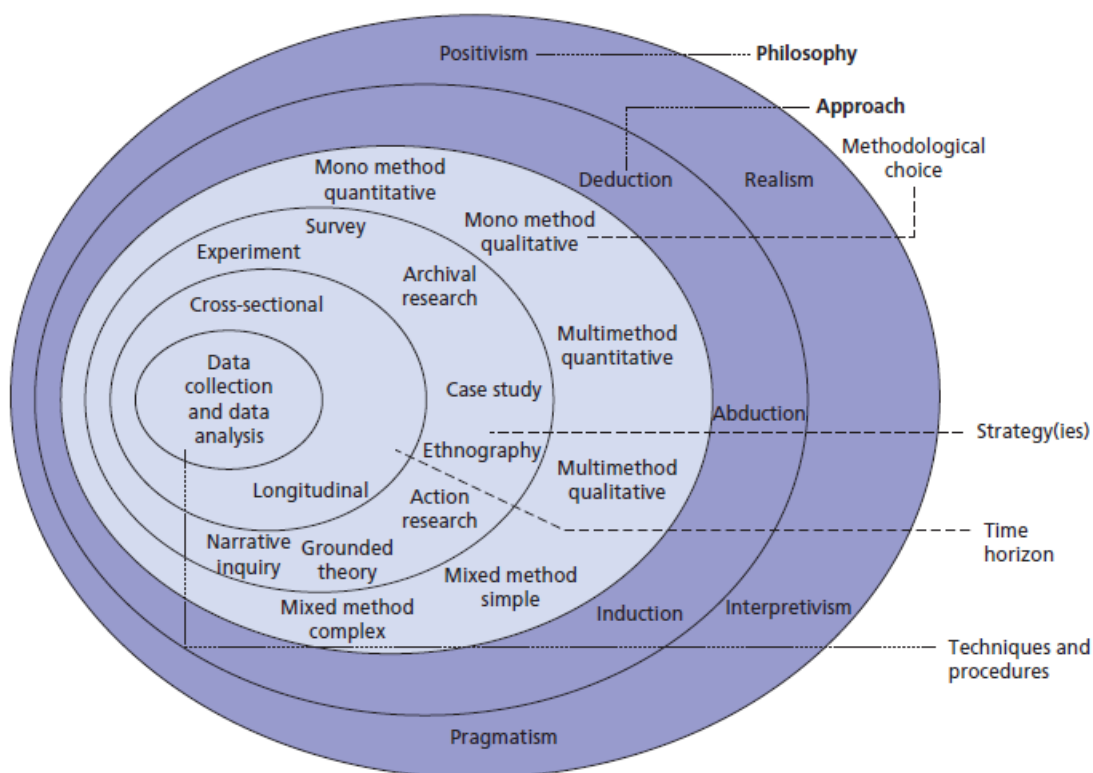 Positivism
Philosophy
Approach
Methodological
choice
Mono method
quantitative
Deduction
Realism
Survey
Mono method
qualitative
Experiment
Archival
research
Cross-sectional
Multimethod
quantitative
Data
collection
and data
analysis
Case study
Abduction
Strategy(ies)
Ethnography
Multimethod
qualitative
Longitudinal
Action
research
Time
horizon
Narrative
inquiry
Grounded
theory
Mixed method
simple
Mixed method
complex
Induction
Interpretivism
Techniques and
procedures
Pragmatism